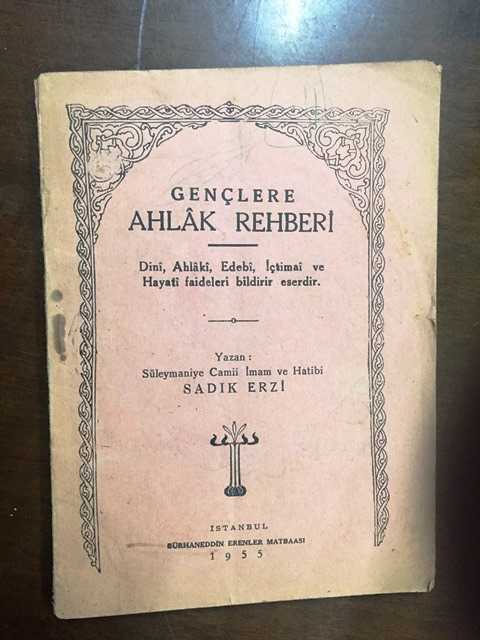 GENÇLERE
AHLÂK REHBERİ
Dinî, Ahlâkî, Edebî, İçtimaî ve
Hayatî faideleri bildirir eserdir.
Yazan :
Süleymaniye Camii İmam ve Hatibi
SADIK ERZİ
İSTANBUL
BÜRHANEDDİN ERENLER MATBAASI
1955